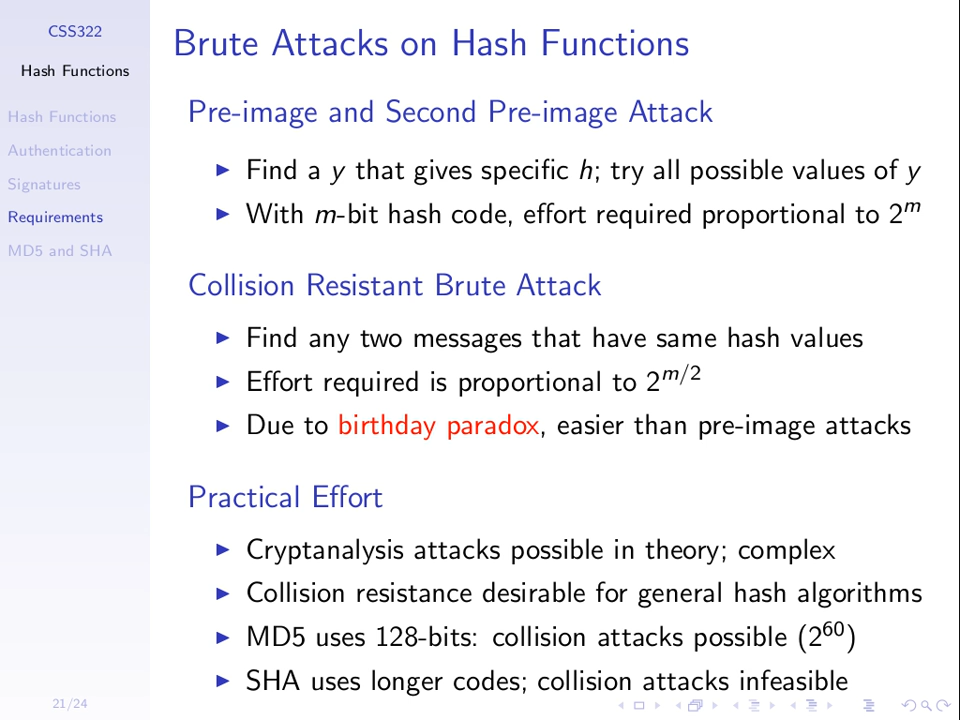 CSS322
Hash Functions
Hash Functions
Authentication
Signatures
Requirements
MD5 and SHA
21/24
Brute Attacks on Hash Functions
Pre-image and Second Pre-image Attack
▶ Find a y that gives specific h; try all possible values of y
▶ With m-bit hash code, effort required proportional to 2^m
Collision Resistant Brute Attack
▶ Find any two messages that have same hash values
▶ Effort required is proportional to 2^{m/2}
▶ Due to birthday paradox, easier than pre-image attacks
Practical Effort
▶ Cryptanalysis attacks possible in theory; complex
▶ Collision resistance desirable for general hash algorithms
▶ MD5 uses 128-bits: collision attacks possible (2^{60})
▶ SHA uses longer codes; collision attacks infeasible